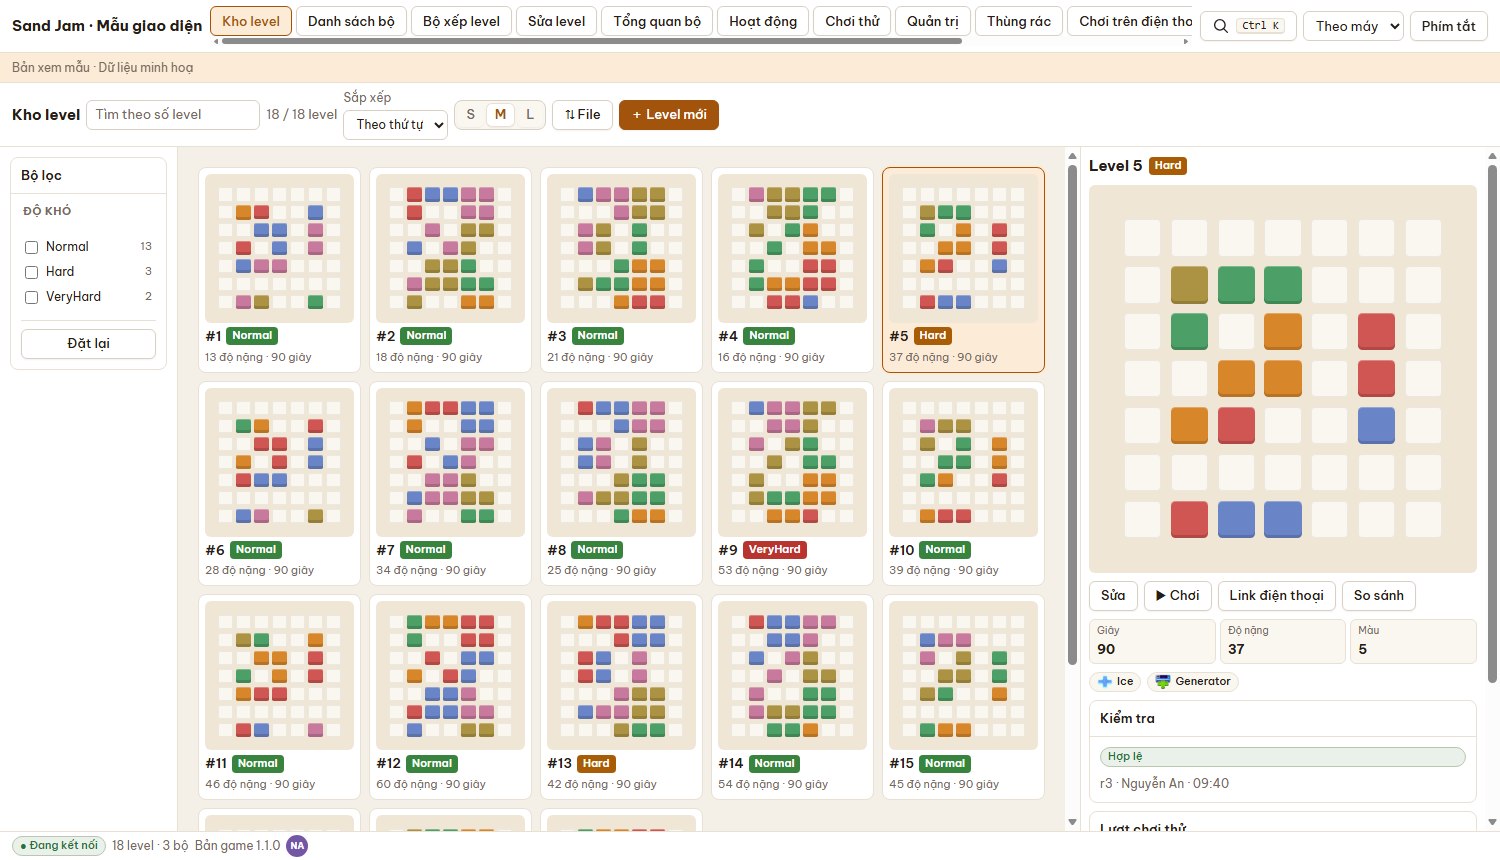 Sand Jam · Mẫu giao diện
Kho level
Danh sách bộ
Bộ xếp level
Sửa level
Tổng quan bộ
Hoạt động
Chơi thử
Quản trị
Thùng rác
Chơi trên điện tho
Ctrl K
Theo máy
Phím tắt
Bản xem mẫu · Dữ liệu minh hoạ
Kho level
Tìm theo số level
18 / 18 level
Sắp xếp
Theo thứ tự
S M L
⇅ File
+ Level mới
Bộ lọc
ĐỘ KHÓ
Normal 13
Hard 3
VeryHard 2
Đặt lại
#1 Normal
13 độ nặng · 90 giây
#2 Normal
18 độ nặng · 90 giây
#3 Normal
21 độ nặng · 90 giây
#4 Normal
16 độ nặng · 90 giây
#5 Hard
37 độ nặng · 90 giây
#6 Normal
28 độ nặng · 90 giây
#7 Normal
34 độ nặng · 90 giây
#8 Normal
25 độ nặng · 90 giây
#9 VeryHard
53 độ nặng · 90 giây
#10 Normal
39 độ nặng · 90 giây
#11 Normal
46 độ nặng · 90 giây
#12 Normal
60 độ nặng · 90 giây
#13 Hard
42 độ nặng · 90 giây
#14 Normal
54 độ nặng · 90 giây
#15 Normal
45 độ nặng · 90 giây
Level 5 Hard
Sửa
▶ Chơi
Link điện thoại
So sánh
Giây
90
Độ nặng
37
Màu
5
Ice
Generator
Kiểm tra
Hợp lệ
r3 · Nguyễn An · 09:40
Lượt chơi thử
● Đang kết nối
18 level · 3 bộ
Bản game 1.1.0
NA